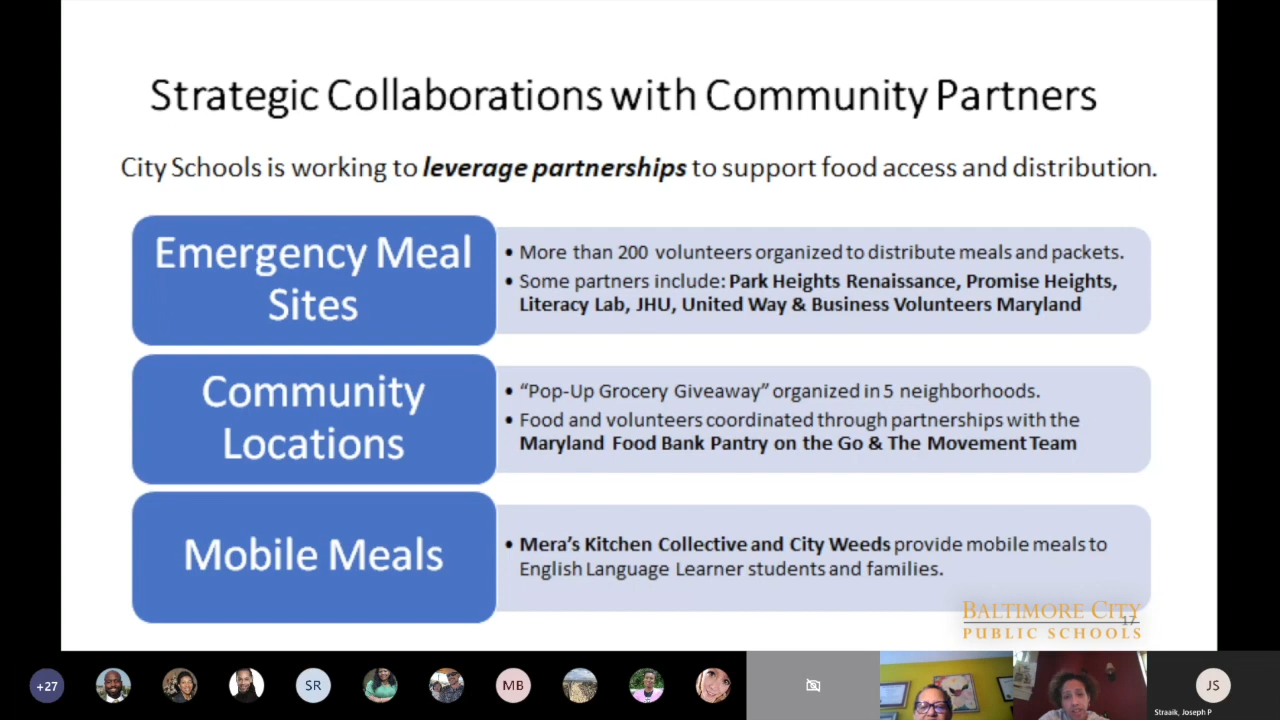 Strategic Collaborations with Community Partners
City Schools is working to leverage partnerships to support food access and distribution.
Emergency Meal
Sites
• More than 200 volunteers organized to distribute meals and packets.
• Some partners include: Park Heights Renaissance, Promise Heights,
Literacy Lab, JHU, United Way & Business Volunteers Maryland
Community
Locations
• “Pop-Up Grocery Giveaway” organized in 5 neighborhoods.
• Food and volunteers coordinated through partnerships with the
Maryland Food Bank Pantry on the Go & The Movement Team
Mobile Meals
• Mera’s Kitchen Collective and City Weeds provide mobile meals to
English Language Learner students and families.
BALTIMORE CITY
17
PUBLIC SCHOOLS
+27
SR
MB
JS
Straaik, Joseph P